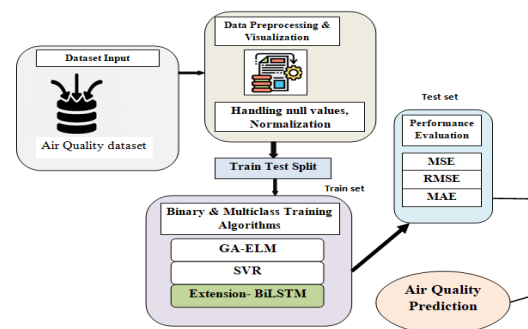 Dataset Input
Air Quality dataset
Data Preprocessing &
Visualization
Handling null values,
Normalization
Train Test Split
Train set
Binary & Multiclass Training
Algorithms
GA-ELM
SVR
Extension- BiLSTM
Test set
Performance
Evaluation
MSE
RMSE
MAE
Air Quality
Prediction